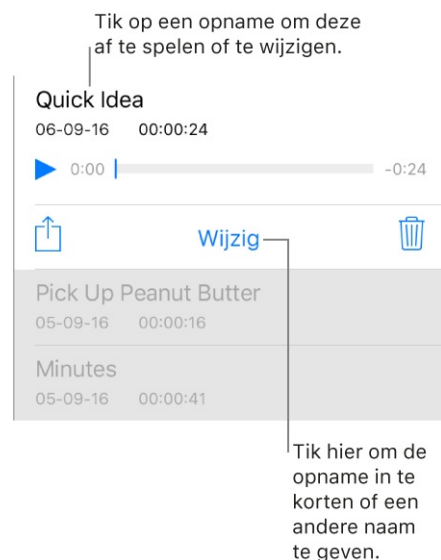 Tik op een opname om deze
af te spelen of te wijzigen.
Quick Idea
06-09-16 00:00:24
0:00 -0:24
Wijzig
Pick Up Peanut Butter
05-09-16 00:00:16
Minutes
05-09-16 00:00:41
Tik hier om de
opname in te
korten of een
andere naam
te geven.